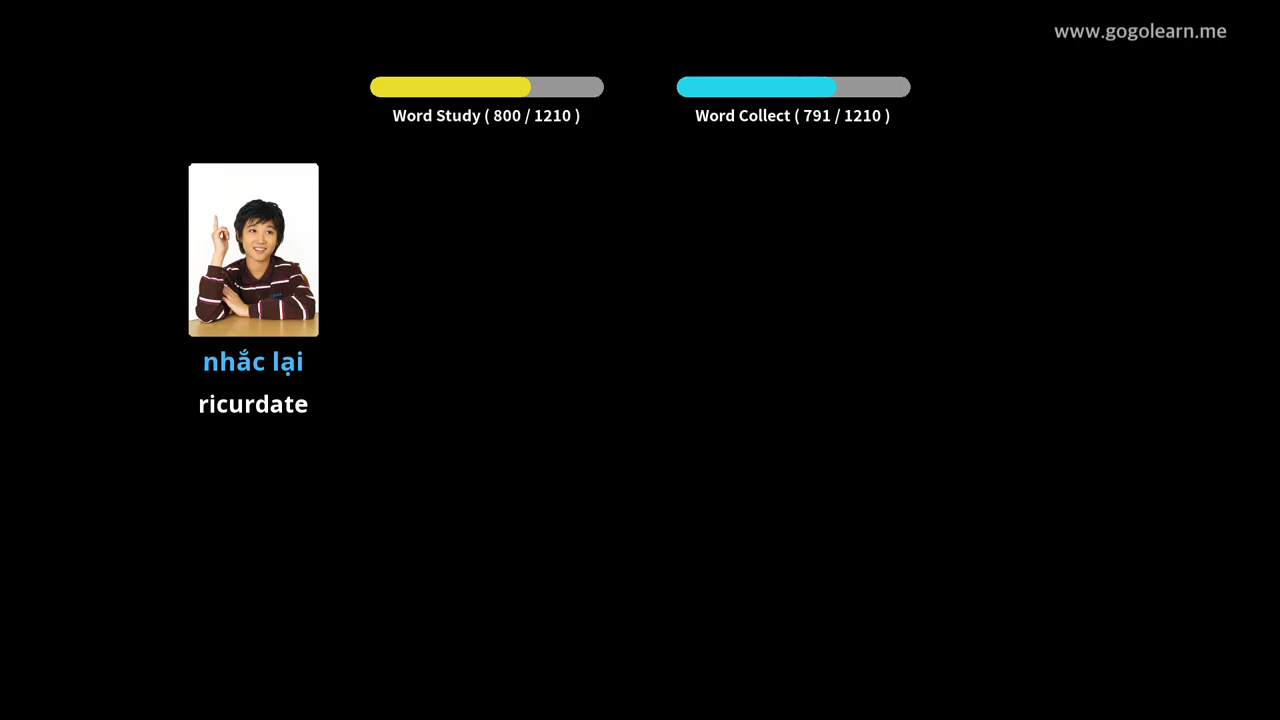 www.gogolearn.me
Word Study ( 800 / 1210 )
Word Collect ( 791 / 1210 )
nhắc lại
ricurdate